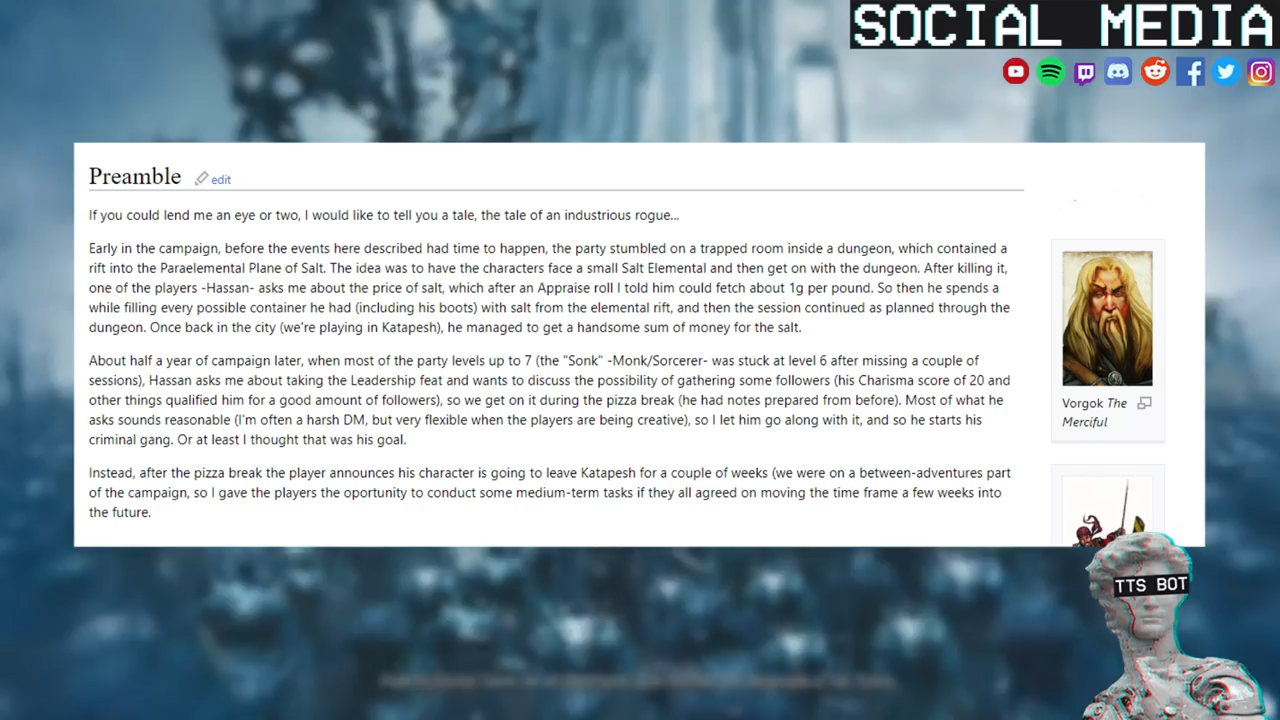 SOCIAL MEDIA
Preamble edit
If you could lend me an eye or two, I would like to tell you a tale, the tale of an industrious rogue...
Early in the campaign, before the events here described had time to happen, the party stumbled on a trapped room inside a dungeon, which contained a
rift into the Paraelemental Plane of Salt. The idea was to have the characters face a small Salt Elemental and then get on with the dungeon. After killing it,
one of the players -Hassan- asks me about the price of salt, which after an Appraise roll I told him could fetch about 1g per pound. So then he spends a
while filling every possible container he had (including his boots) with salt from the elemental rift, and then the session continued as planned through the
dungeon. Once back in the city (we're playing in Katapesh), he managed to get a handsome sum of money for the salt.
About half a year of campaign later, when most of the party levels up to 7 (the "Sonk" -Monk/Sorcerer- was stuck at level 6 after missing a couple of
sessions), Hassan asks me about taking the Leadership feat and wants to discuss the possibility of gathering some followers (his Charisma score of 20 and
other things qualified him for a good amount of followers), so we get on it during the pizza break (he had notes prepared from before). Most of what he
asks sounds reasonable (I'm often a harsh DM, but very flexible when the players are being creative), so I let him go along with it, and so he starts his
criminal gang. Or at least I thought that was his goal.
Instead, after the pizza break the player announces his character is going to leave Katapesh for a couple of weeks (we were on a between-adventures part
of the campaign, so I gave the players the oportunity to conduct some medium-term tasks if they all agreed on moving the time frame a few weeks into
the future.
Vorgok The
Merciful
TTS BOT